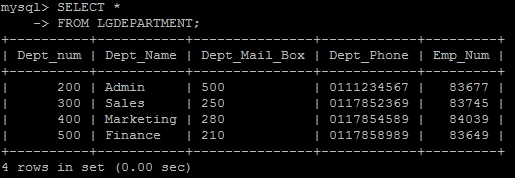 mysql> SELECT *
    -> FROM LGDEPARTMENT;
+----------+-----------+---------------+------------+---------+
| Dept_num | Dept_Name | Dept_Mail_Box | Dept_Phone | Emp_Num |
+----------+-----------+---------------+------------+---------+
|      200 | Admin     | 500           | 0111234567 |   83677 |
|      300 | Sales     | 250           | 0117852369 |   83745 |
|      400 | Marketing | 280           | 0117854589 |   84039 |
|      500 | Finance   | 210           | 0117858989 |   83649 |
+----------+-----------+---------------+------------+---------+
4 rows in set (0.00 sec)